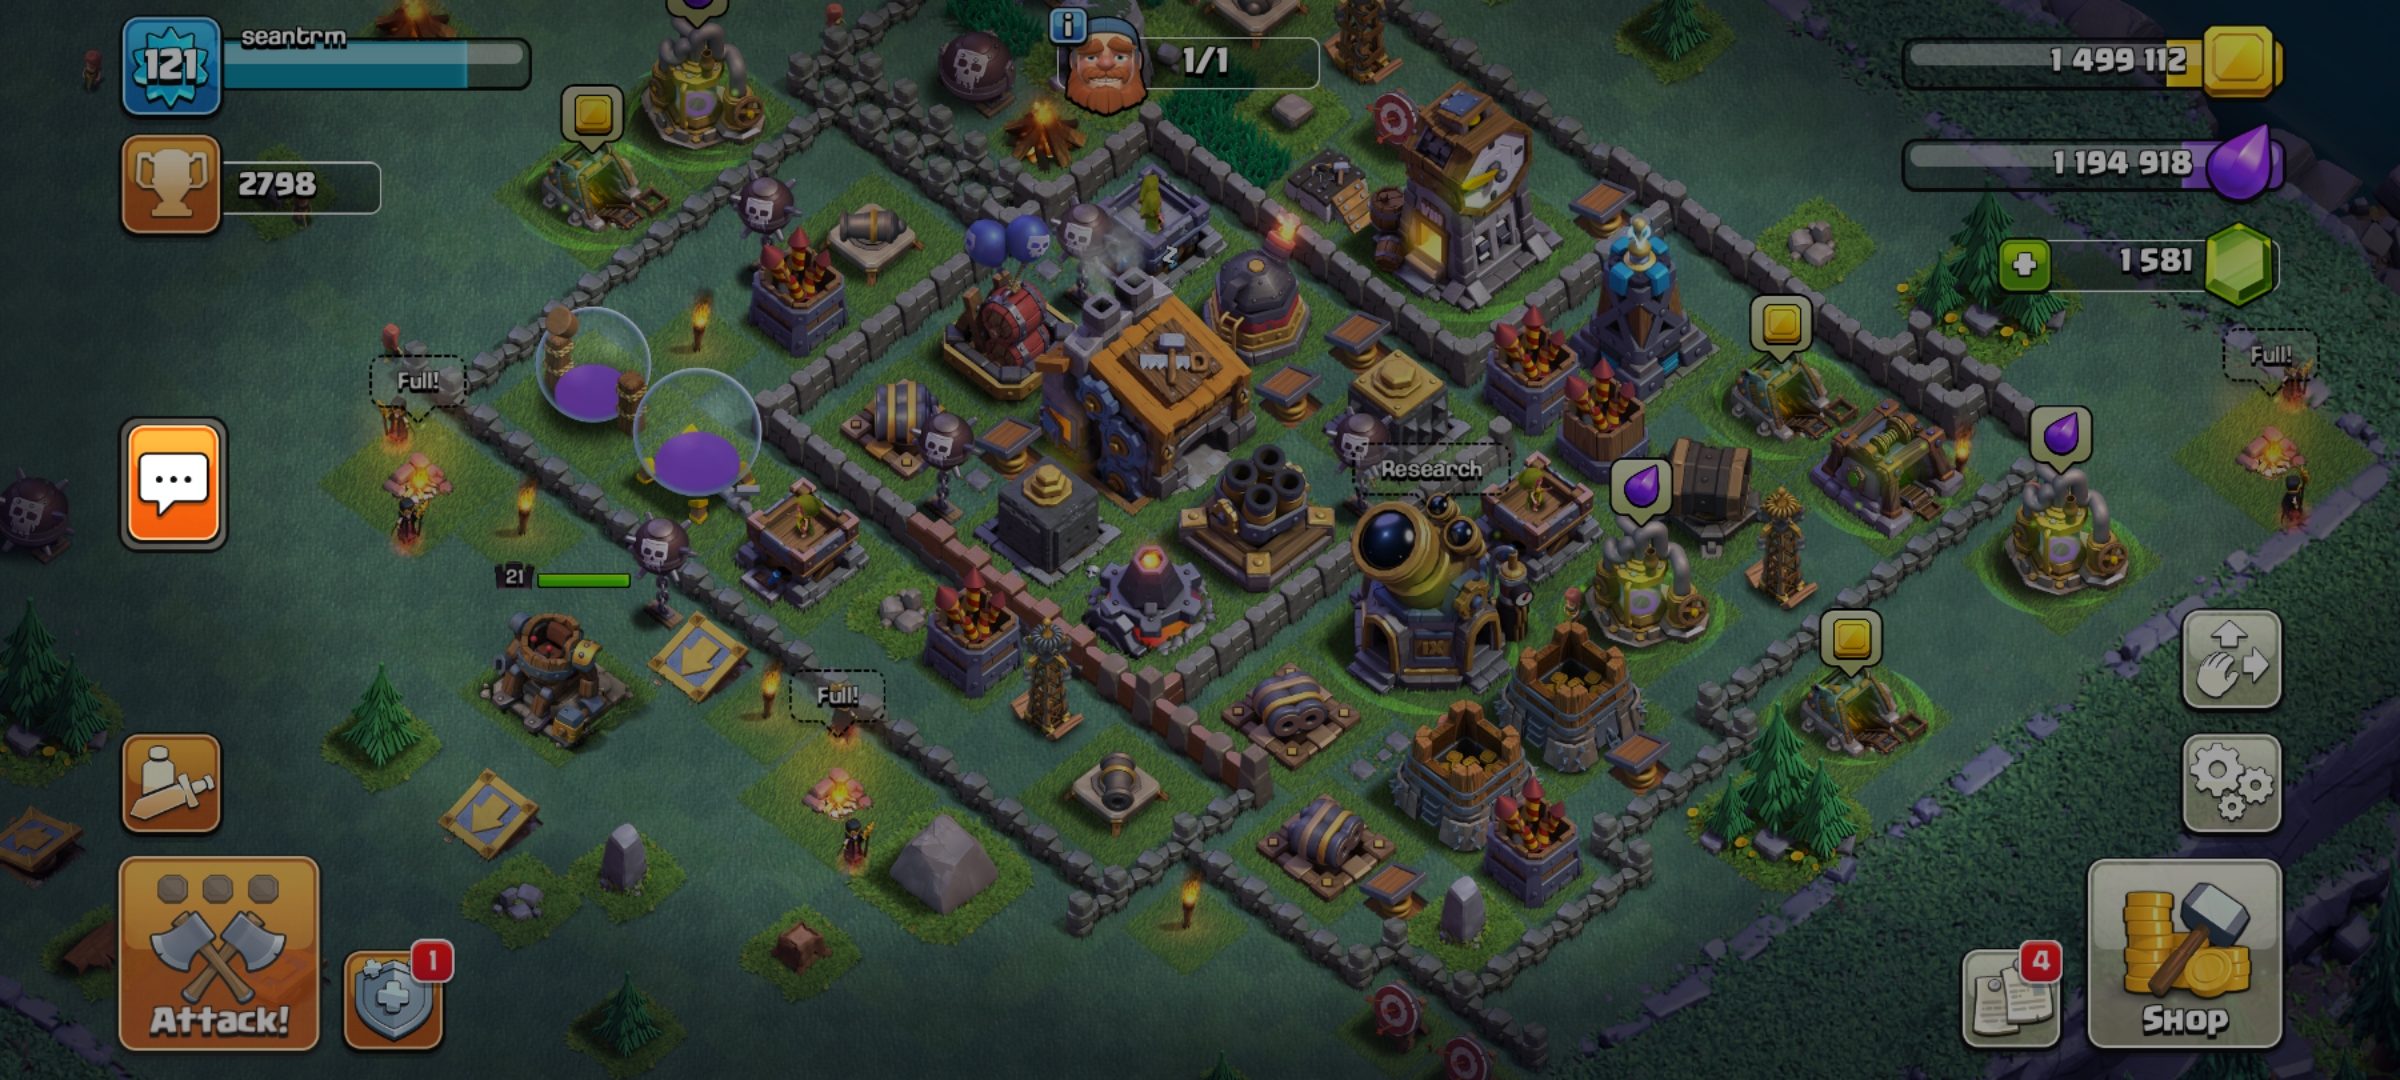 121
seantrm
1/1
1 499 112
2798
1 194 918
1 581
Full!
Full!
Research
21
Full!
IX
1
4
Attack!
Shop